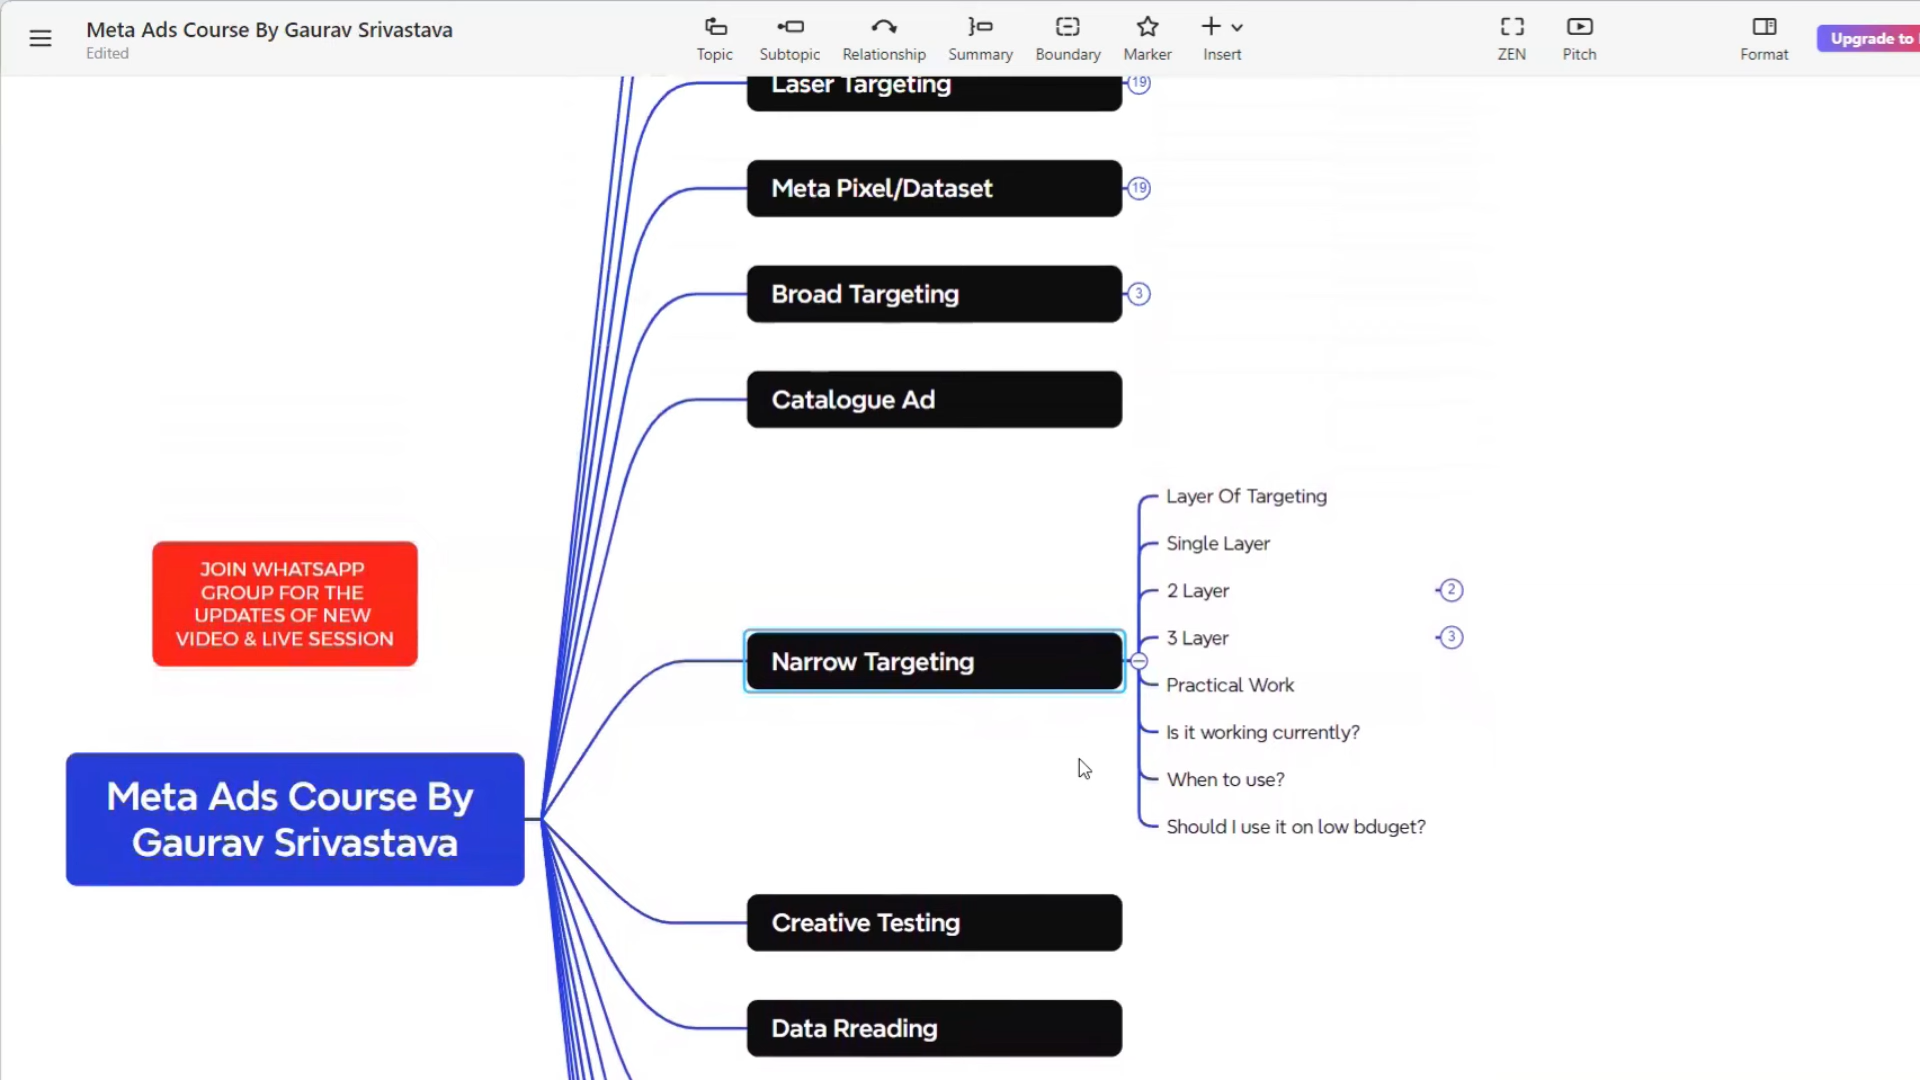 Meta Ads Course By Gaurav Srivastava
Edited
Topic
Subtopic
Relationship
Summary
Boundary
Marker
Insert
ZEN
Pitch
Format
Upgrade to
Laser Targeting
19
Meta Pixel/Dataset
19
Broad Targeting
3
Catalogue Ad
Layer Of Targeting
Single Layer
2 Layer
2
3 Layer
3
Narrow Targeting
Practical Work
Is it working currently?
When to use?
Should I use it on low bduget?
JOIN WHATSAPP
GROUP FOR THE
UPDATES OF NEW
VIDEO & LIVE SESSION
Meta Ads Course By
Gaurav Srivastava
Creative Testing
Data Rreading